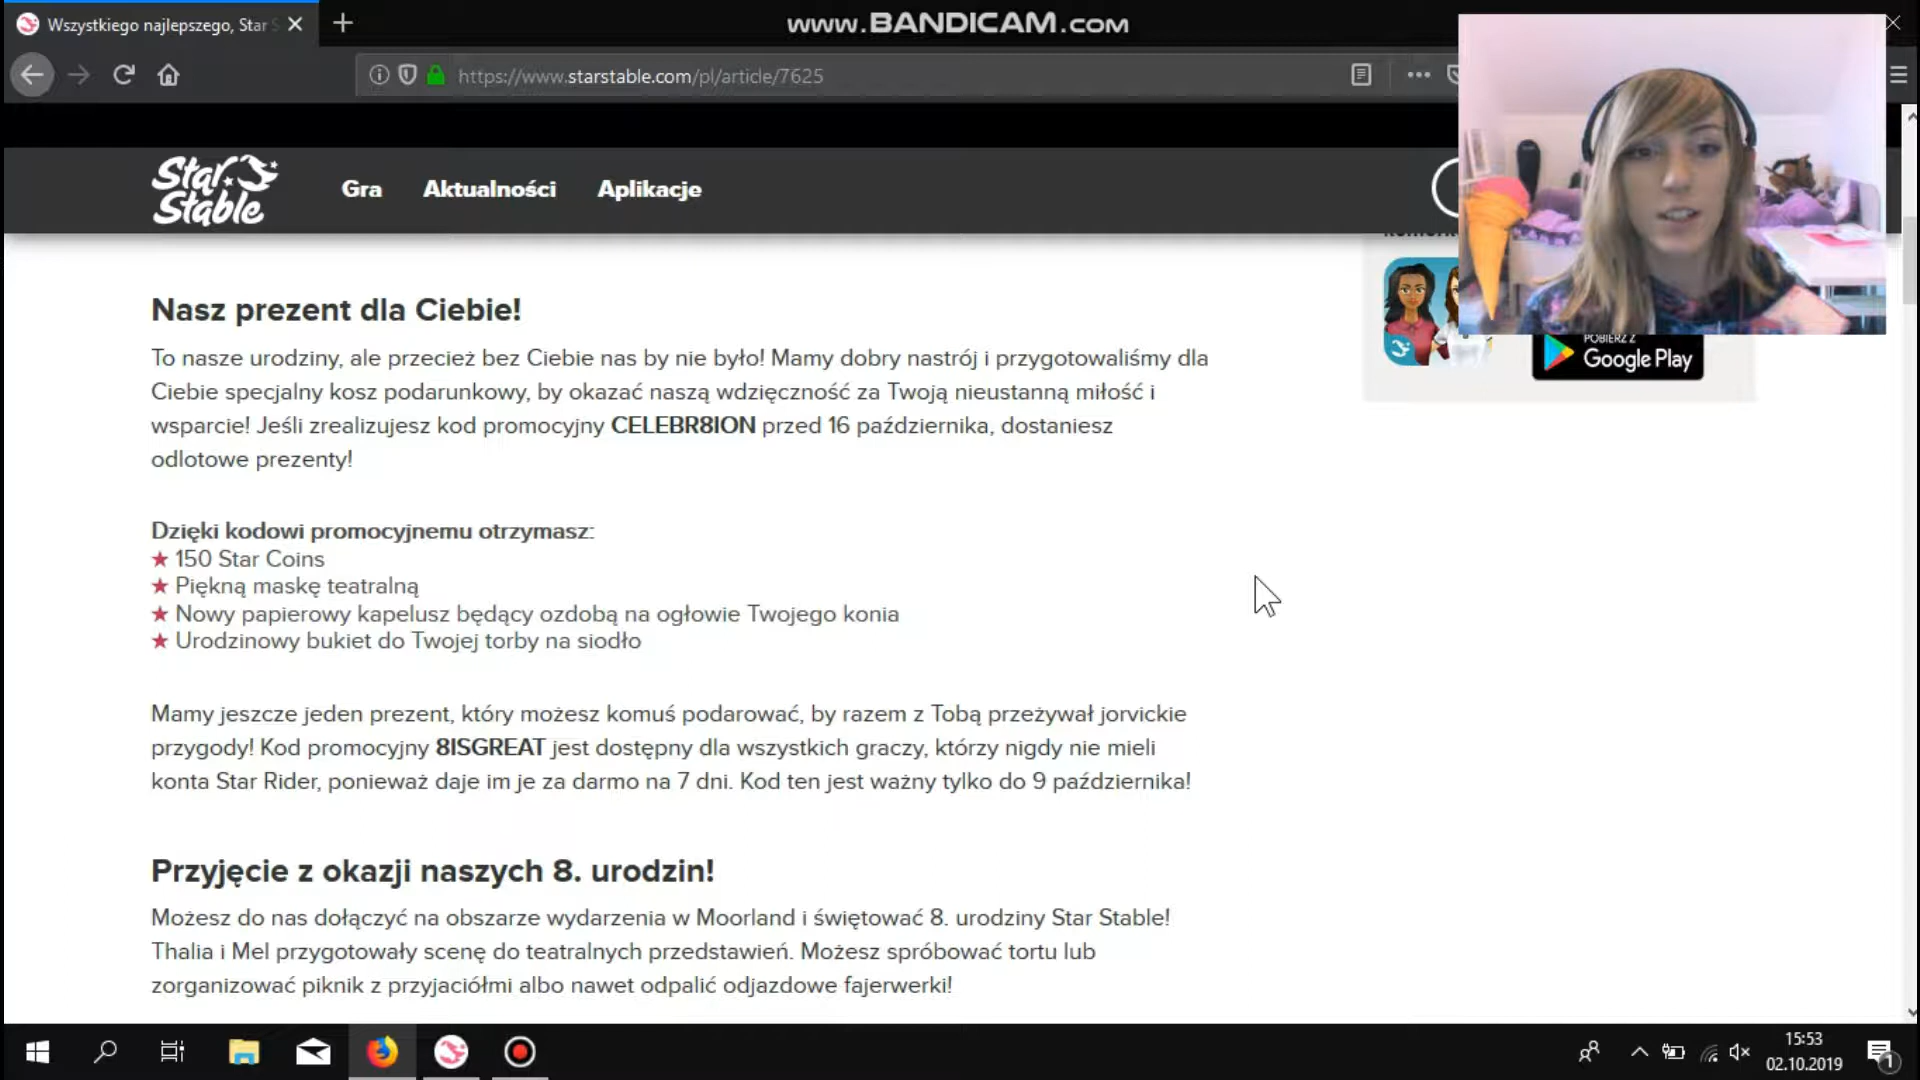 Wszystkiego najlepszego, Star
www.BANDICAM.com
https://www.starstable.com/pl/article/7625
Star Stable
Gra Aktualności Aplikacje
Nasz prezent dla Ciebie!
To nasze urodziny, ale przecież bez Ciebie nas by nie było! Mamy dobry nastrój i przygotowaliśmy dla
Ciebie specjalny kosz podarunkowy, by okazać naszą wdzięczność za Twoją nieustanną miłość i
wsparcie! Jeśli zrealizujesz kod promocyjny CELEBR8ION przed 16 października, dostaniesz
odlotowe prezenty!
POBIERZ Z
Google Play
Dzięki kodowi promocyjnemu otrzymasz:
★ 150 Star Coins
★ Piękną maskę teatralną
★ Nowy papierowy kapelusz będący ozdobą na ogłowie Twojego konia
★ Urodzinowy bukiet do Twojej torby na siodło
Mamy jeszcze jeden prezent, który możesz komuś podarować, by razem z Tobą przeżywał jorvickie
przygody! Kod promocyjny 8ISGREAT jest dostępny dla wszystkich graczy, którzy nigdy nie mieli
konta Star Rider, ponieważ daje im je za darmo na 7 dni. Kod ten jest ważny tylko do 9 października!
Przyjęcie z okazji naszych 8. urodzin!
Możesz do nas dołączyć na obszarze wydarzenia w Moorland i świętować 8. urodziny Star Stable!
Thalia i Mel przygotowały scenę do teatralnych przedstawień. Możesz spróbować tortu lub
zorganizować piknik z przyjaciółmi albo nawet odpalić odjazdowe fajerwerki!
15:53
02.10.2019
1